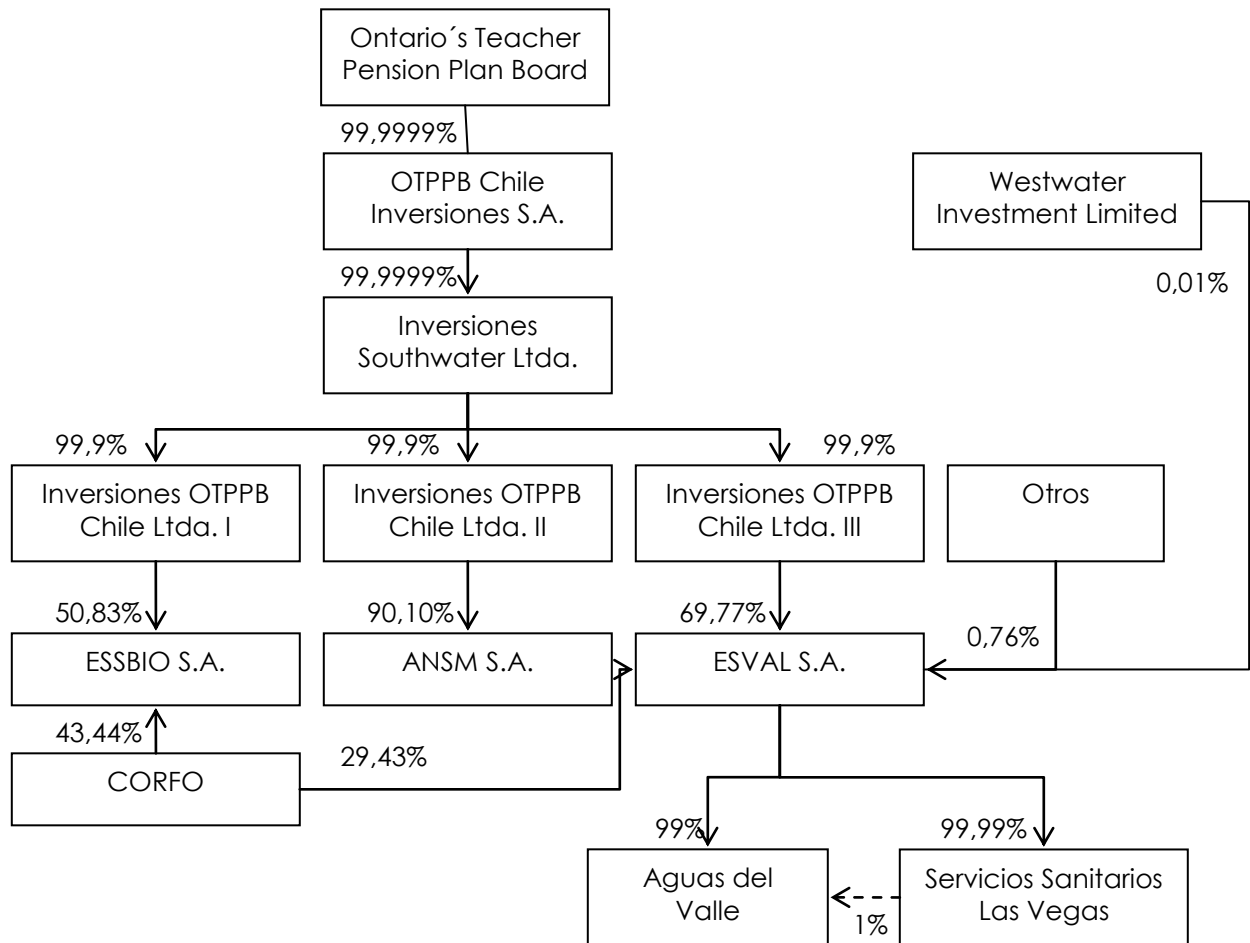 Ontario´s Teacher
Pension Plan Board
99,9999%
OTPPB Chile
Inversiones S.A.
Westwater
Investment Limited
99,9999%
0,01%
Inversiones
Southwater Ltda.
99,9%
99,9%
99,9%
Inversiones OTPPB
Chile Ltda. I
Inversiones OTPPB
Chile Ltda. II
Inversiones OTPPB
Chile Ltda. III
Otros
50,83%
90,10%
69,77%
0,76%
ESSBIO S.A.
ANSM S.A.
ESVAL S.A.
43,44%
29,43%
CORFO
99%
99,99%
Aguas del
Valle
1%
Servicios Sanitarios
Las Vegas